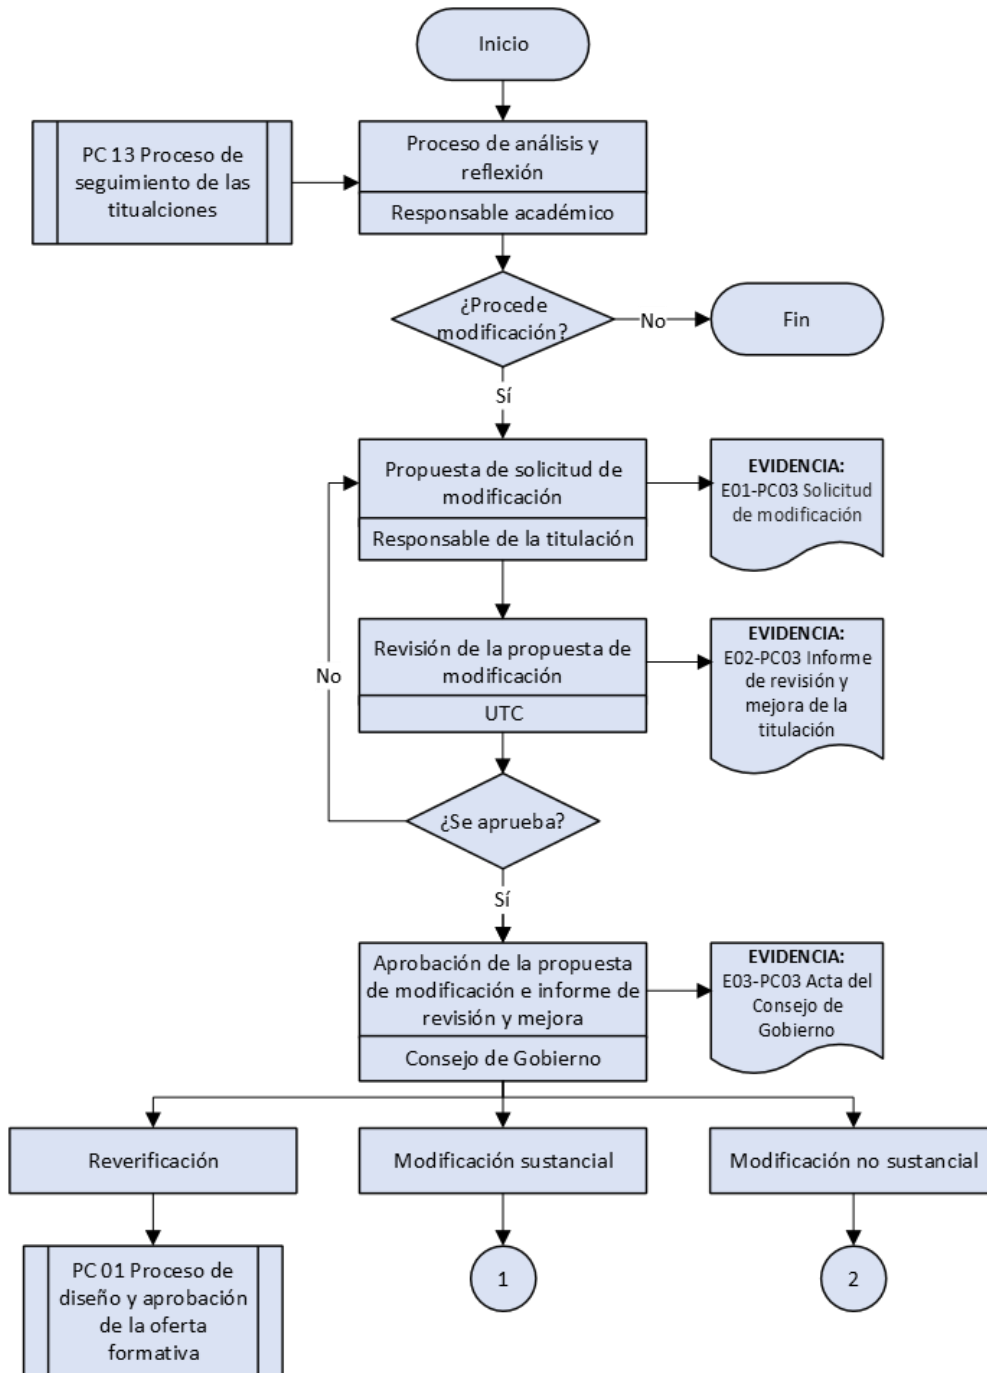 Inicio
PC 13 Proceso de
seguimiento de las
titualciones
Proceso de análisis y
reflexión
Responsable académico
¿Procede
modificación?
No
Fin
Sí
Propuesta de solicitud de
modificación
Responsable de la titulación
EVIDENCIA:
E01-PC03 Solicitud
de modificación
Revisión de la propuesta de
modificación
UTC
EVIDENCIA:
E02-PC03 Informe
de revisión y
mejora de la
titulación
No
¿Se aprueba?
Sí
Aprobación de la propuesta
de modificación e informe de
revisión y mejora
Consejo de Gobierno
EVIDENCIA:
E03-PC03 Acta del
Consejo de
Gobierno
Reverificación
Modificación sustancial
Modificación no sustancial
PC 01 Proceso de
diseño y aprobación
de la oferta
formativa
1
2